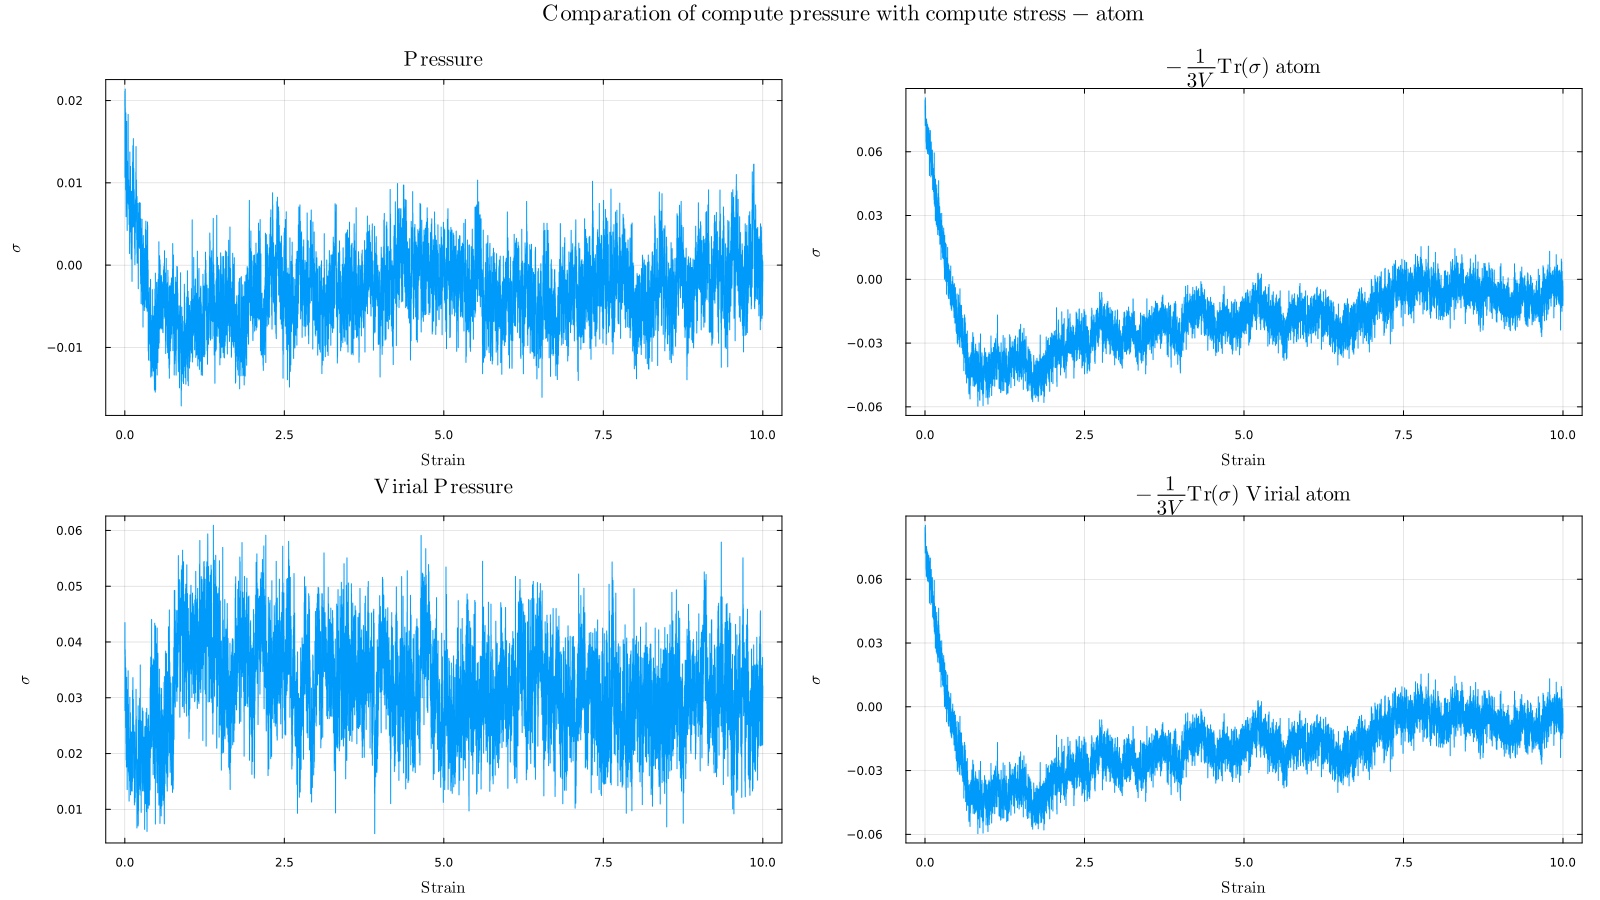 Comparation of compute pressure with compute stress − atom
Pressure
0.02
0.01
0.00
−0.01
σ
0.0 2.5 5.0 7.5 10.0
Strain
−1/3V Tr(σ) atom
0.06
0.03
0.00
−0.03
−0.06
σ
0.0 2.5 5.0 7.5 10.0
Strain
Virial Pressure
0.06
0.05
0.04
0.03
0.02
0.01
σ
0.0 2.5 5.0 7.5 10.0
Strain
−1/3V Tr(σ) Virial atom
0.06
0.03
0.00
−0.03
−0.06
σ
0.0 2.5 5.0 7.5 10.0
Strain